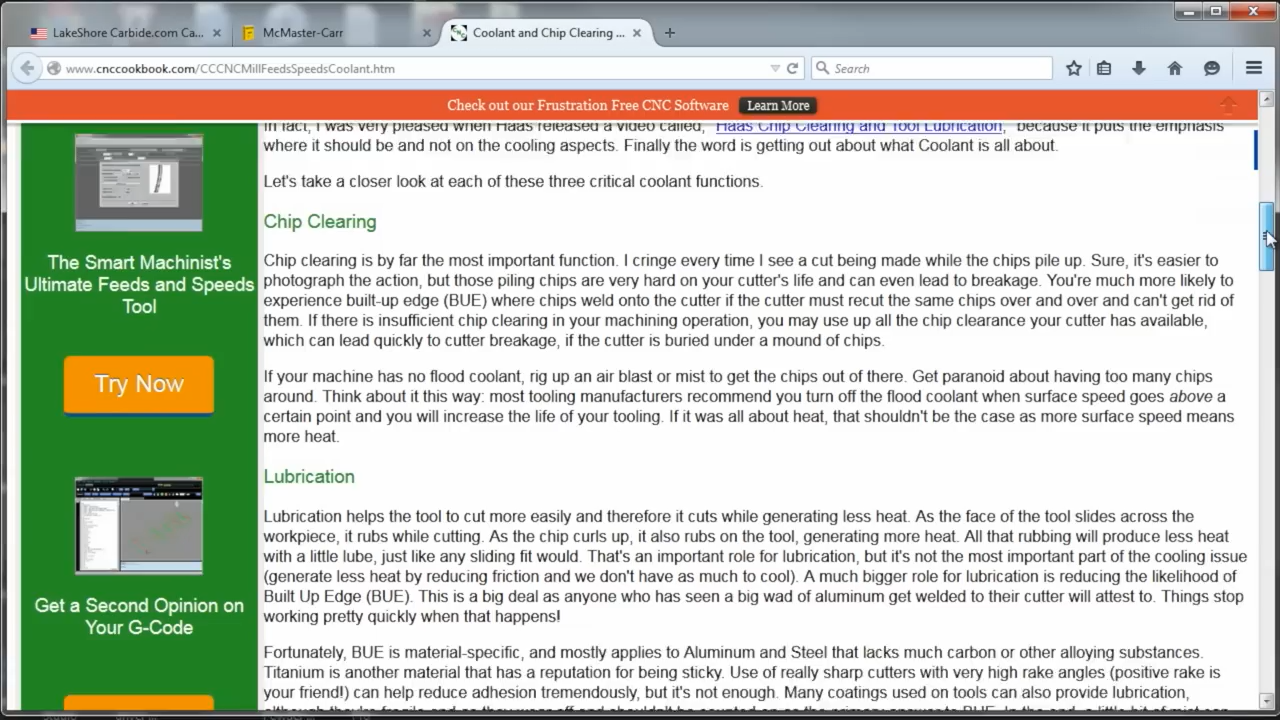 LakeShore Carbide.com Ca...
McMaster-Carr
Coolant and Chip Clearing ...
www.cnccookbook.com/CCCNCMillFeedsSpeedsCoolant.htm
Search
Check out our Frustration Free CNC Software
Learn More
In fact, I was very pleased when Haas released a video called, "Haas Chip Clearing and Tool Lubrication," because it puts the emphasis
where it should be and not on the cooling aspects. Finally the word is getting out about what Coolant is all about.
Let's take a closer look at each of these three critical coolant functions.
Chip Clearing
Chip clearing is by far the most important function. I cringe every time I see a cut being made while the chips pile up. Sure, it's easier to
photograph the action, but those piling chips are very hard on your cutter's life and can even lead to breakage. You're much more likely to
experience built-up edge (BUE) where chips weld onto the cutter if the cutter must recut the same chips over and over and can't get rid of
them. If there is insufficient chip clearing in your machining operation, you may use up all the chip clearance your cutter has available,
which can lead quickly to cutter breakage, if the cutter is buried under a mound of chips.
If your machine has no flood coolant, rig up an air blast or mist to get the chips out of there. Get paranoid about having too many chips
around. Think about it this way: most tooling manufacturers recommend you turn off the flood coolant when surface speed goes above a
certain point and you will increase the life of your tooling. If it was all about heat, that shouldn't be the case as more surface speed means
more heat.
Lubrication
Lubrication helps the tool to cut more easily and therefore it cuts while generating less heat. As the face of the tool slides across the
workpiece, it rubs while cutting. As the chip curls up, it also rubs on the tool, generating more heat. All that rubbing will produce less heat
with a little lube, just like any sliding fit would. That's an important role for lubrication, but it's not the most important part of the cooling issue
(generate less heat by reducing friction and we don't have as much to cool). A much bigger role for lubrication is reducing the likelihood of
Built Up Edge (BUE). This is a big deal as anyone who has seen a big wad of aluminum get welded to their cutter will attest to. Things stop
working pretty quickly when that happens!
Fortunately, BUE is material-specific, and mostly applies to Aluminum and Steel that lacks much carbon or other alloying substances.
Titanium is another material that has a reputation for being sticky. Use of really sharp cutters with very high rake angles (positive rake is
your friend!) can help reduce adhesion tremendously, but it's not enough. Many coatings used on tools can also provide lubrication,
The Smart Machinist's
Ultimate Feeds and Speeds
Tool
Try Now
Get a Second Opinion on
Your G-Code